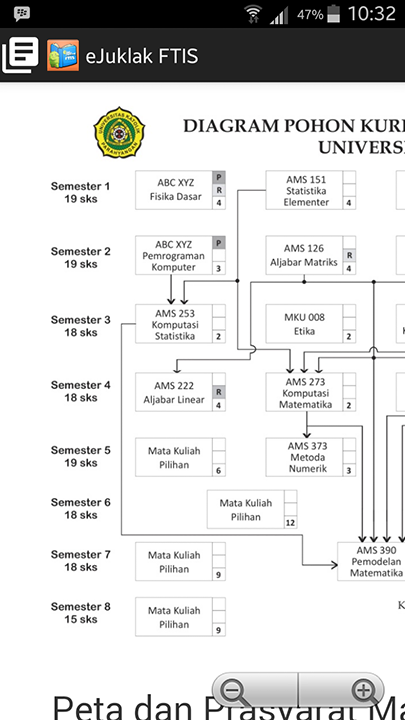 47% 10:32
eJuklak FTIS
UNIVERSITAS KATOLIK
PARAHYANGAN
DIAGRAM POHON KURI
UNIVERSI
Semester 1
19 sks
ABC XYZ
Fisika Dasar
P
R
4
AMS 151
Statistika
Elementer
4
Semester 2
19 sks
ABC XYZ
Pemrograman
Komputer
P
3
AMS 126
Aljabar Matriks
R
4
Semester 3
18 sks
AMS 253
Komputasi
Statistika
2
MKU 008
Etika
2
Semester 4
18 sks
AMS 222
Aljabar Linear
R
4
AMS 273
Komputasi
Matematika
2
Semester 5
19 sks
Mata Kuliah
Pilihan
6
AMS 373
Metoda
Numerik
3
Semester 6
18 sks
Mata Kuliah
Pilihan
12
Semester 7
18 sks
Mata Kuliah
Pilihan
9
AMS 390
Pemodelan
Matematika
Semester 8
15 sks
Mata Kuliah
Pilihan
9
K
Peta dan Prasyarat Ma